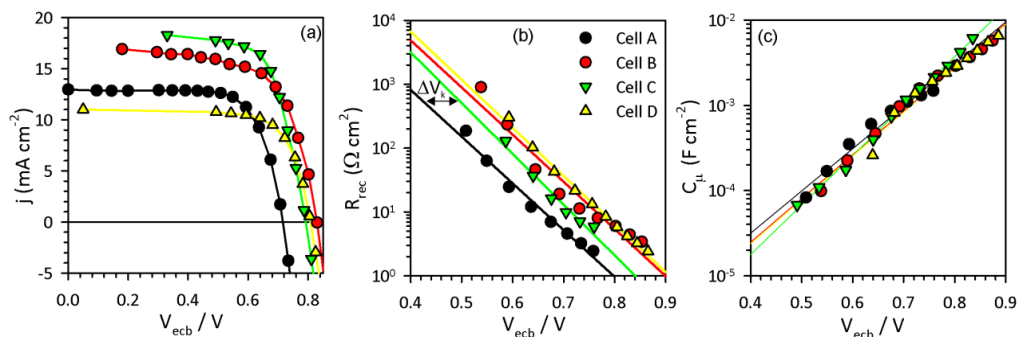 (a)
20
15
10
5
0
-5
j (mA cm⁻²)
0.0 0.2 0.4 0.6 0.8
V_ecb / V
(b)
10⁴
10³
10²
10¹
10⁰
R_rec (Ω cm²)
ΔV_k
Cell A
Cell B
Cell C
Cell D
0.4 0.5 0.6 0.7 0.8 0.9
V_ecb / V
(c)
10⁻²
10⁻³
10⁻⁴
10⁻⁵
C_μ (F cm⁻²)
0.4 0.5 0.6 0.7 0.8 0.9
V_ecb / V